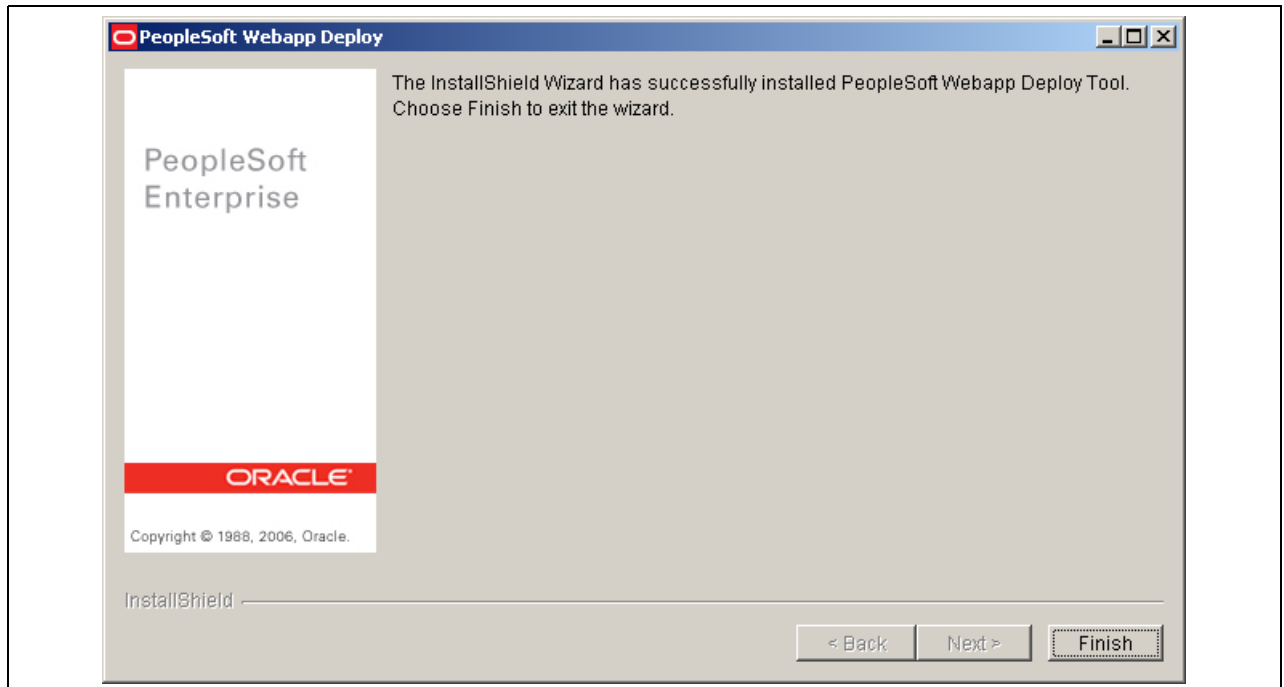 PeopleSoft Webapp Deploy
The InstallShield Wizard has successfully installed PeopleSoft Webapp Deploy Tool.
Choose Finish to exit the wizard.
PeopleSoft
Enterprise
ORACLE®
Copyright © 1988, 2006, Oracle.
InstallShield
< Back
Next >
Finish